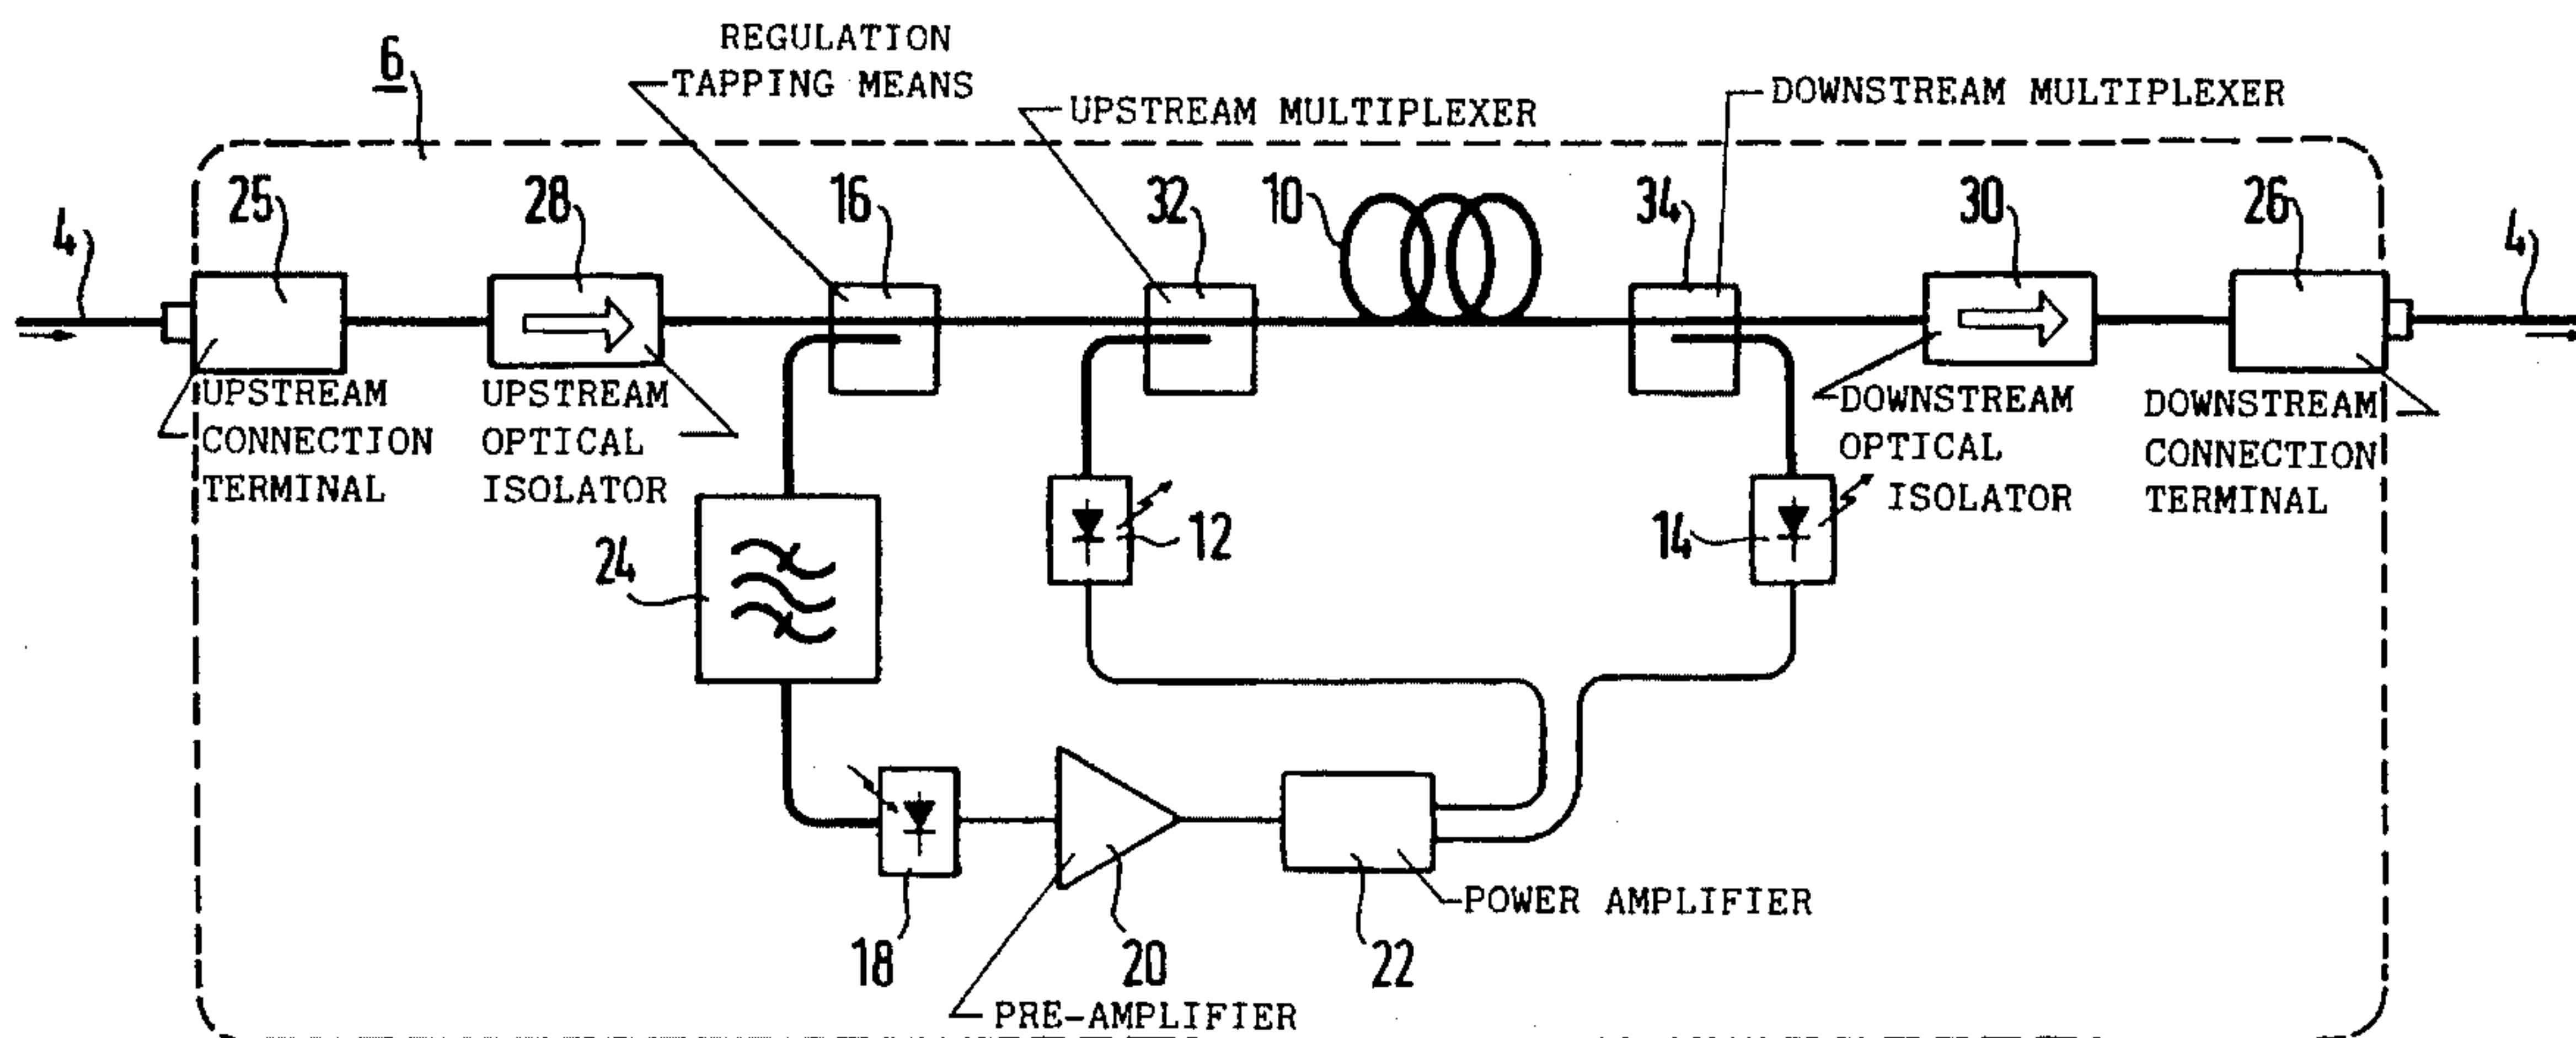 REGULATION
TAPPING MEANS
6
UPSTREAM MULTIPLEXER
DOWNSTREAM MULTIPLEXER
4
25
28
16
32
10
34
30
26
4
UPSTREAM
CONNECTION
TERMINAL
UPSTREAM
OPTICAL
ISOLATOR
DOWNSTREAM
OPTICAL
ISOLATOR
DOWNSTREAM
CONNECTION
TERMINAL
24
12
14
18
20
22
POWER AMPLIFIER
PRE-AMPLIFIER